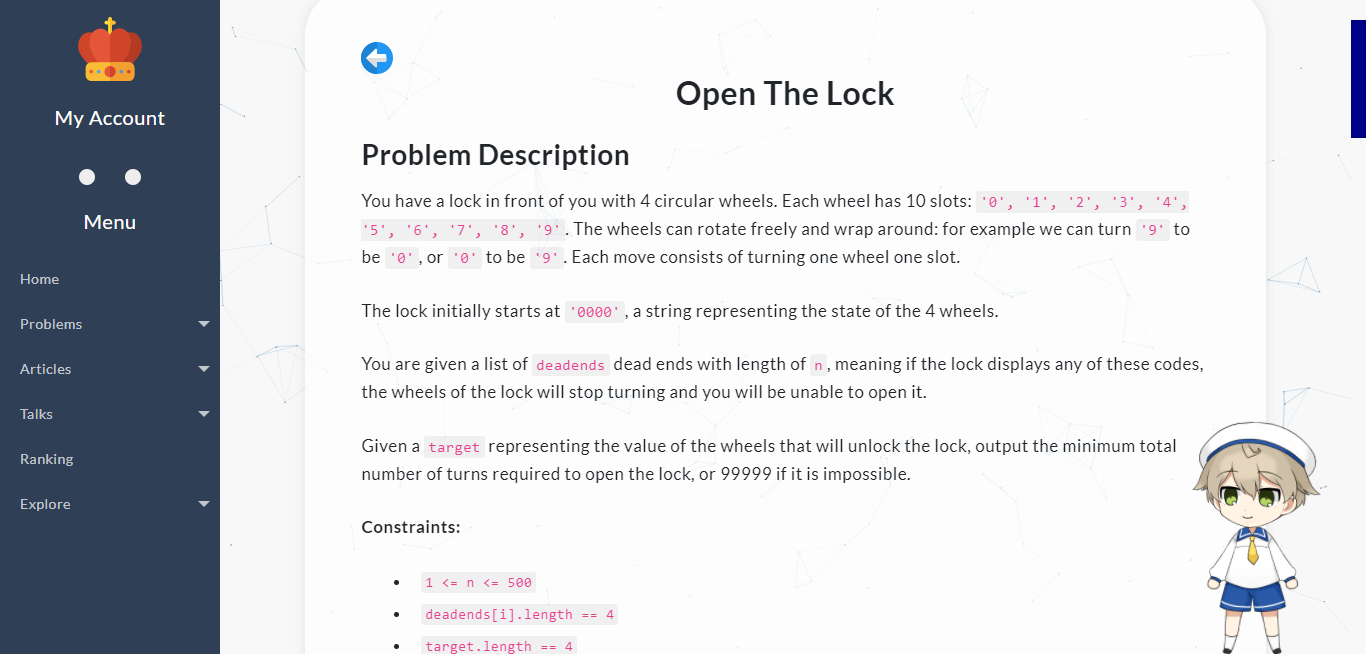 My Account
Menu
Home
Problems
Articles
Talks
Ranking
Explore
Open The Lock
Problem Description
You have a lock in front of you with 4 circular wheels. Each wheel has 10 slots: '0', '1', '2', '3', '4',
'5', '6', '7', '8', '9'. The wheels can rotate freely and wrap around: for example we can turn '9' to
be '0', or '0' to be '9'. Each move consists of turning one wheel one slot.
The lock initially starts at '0000', a string representing the state of the 4 wheels.
You are given a list of deadends dead ends with length of n, meaning if the lock displays any of these codes,
the wheels of the lock will stop turning and you will be unable to open it.
Given a target representing the value of the wheels that will unlock the lock, output the minimum total
number of turns required to open the lock, or 99999 if it is impossible.
Constraints:
1 <= n <= 500
deadends[i].length == 4
target.length == 4